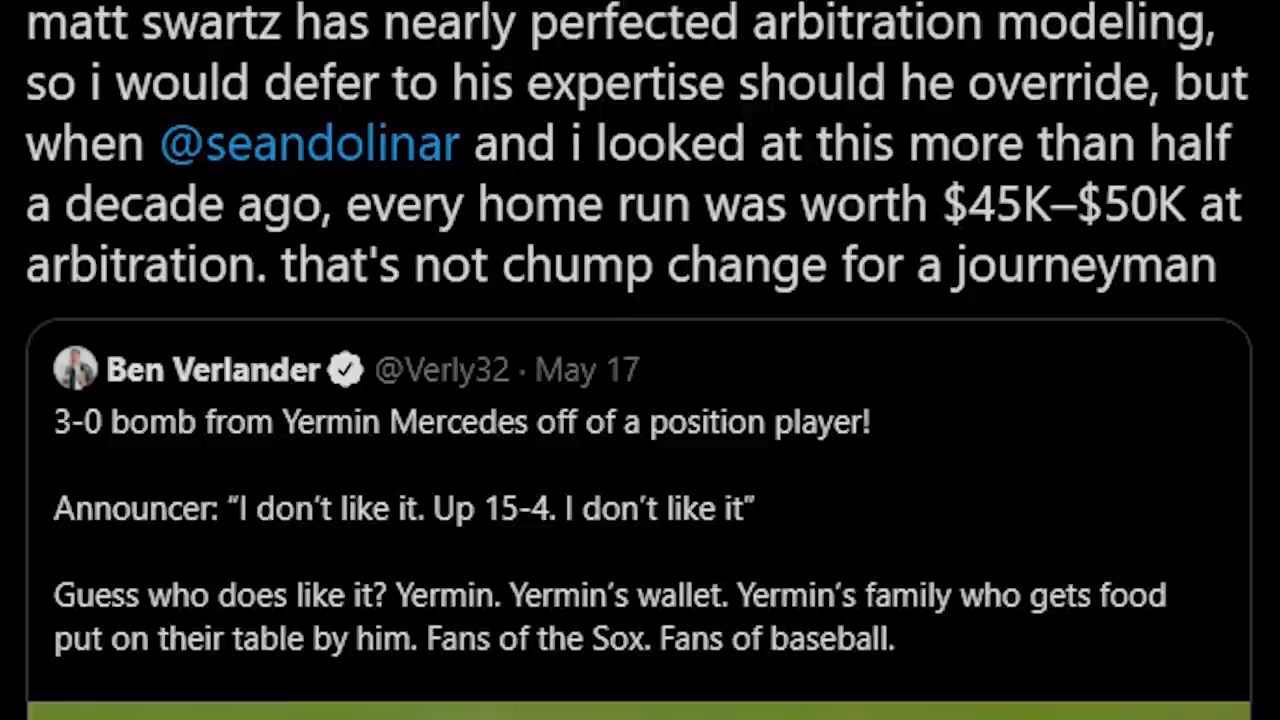 matt swartz has nearly perfected arbitration modeling,
so i would defer to his expertise should he override, but
when @seandolinar and i looked at this more than half
a decade ago, every home run was worth $45K–$50K at
arbitration. that's not chump change for a journeyman
Ben Verlander @Verly32 · May 17
3-0 bomb from Yermin Mercedes off of a position player!
Announcer: “I don’t like it. Up 15-4. I don’t like it”
Guess who does like it? Yermin. Yermin’s wallet. Yermin’s family who gets food
put on their table by him. Fans of the Sox. Fans of baseball.